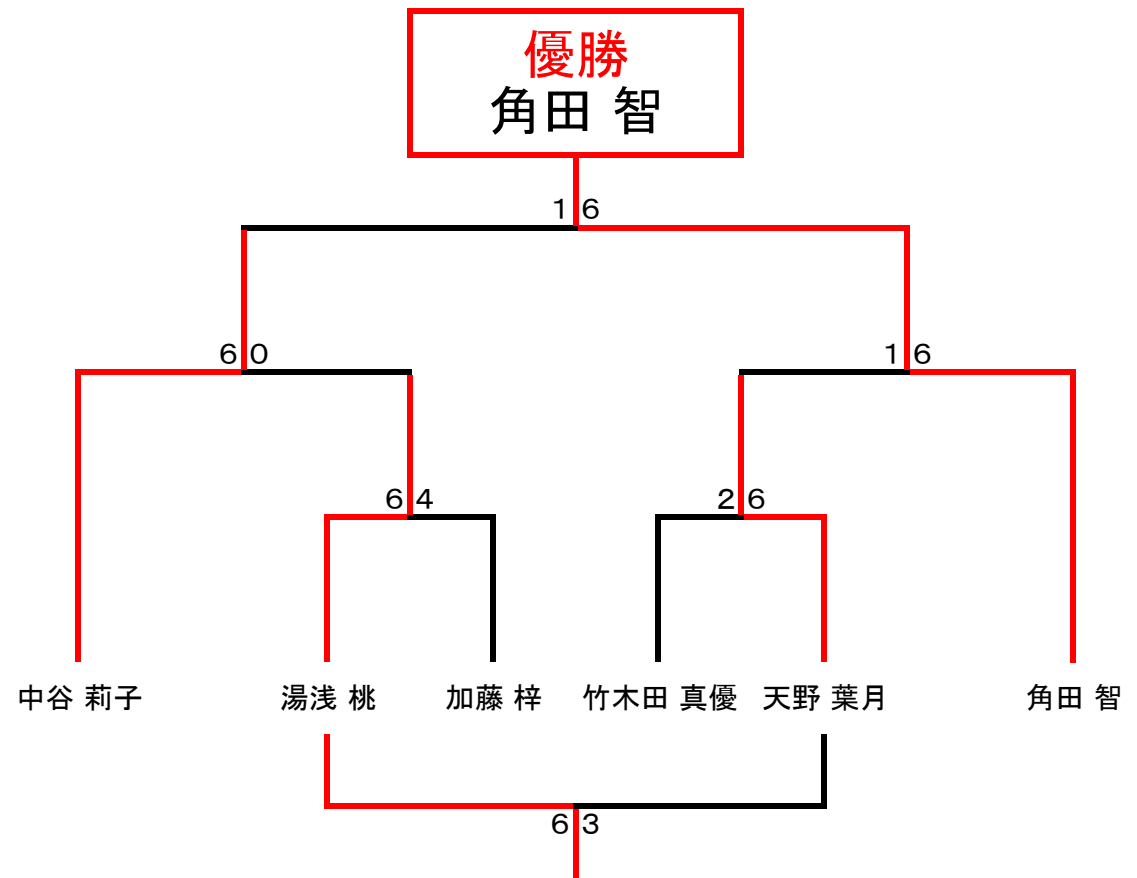 優勝
角田 智
1 6
6 0
1 6
6 4
2 6
中谷 莉子
湯浅 桃
加藤 梓
竹木田 真優
天野 葉月
角田 智
6 3